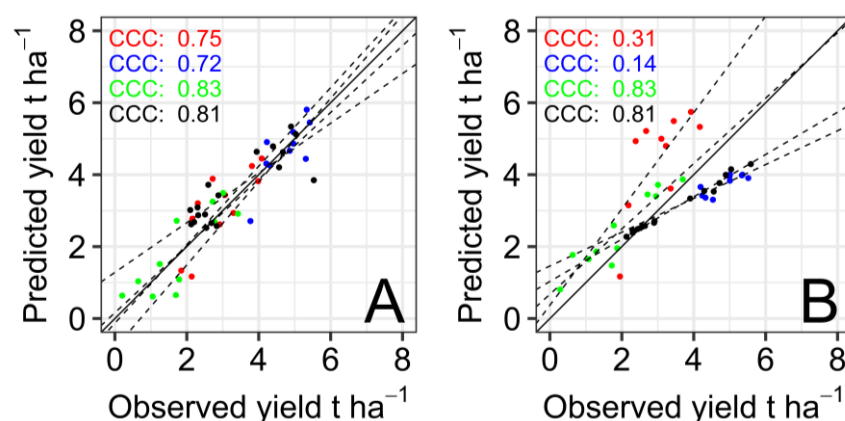 8
6
4
2
0
Predicted yield t ha⁻¹
CCC: 0.75
CCC: 0.72
CCC: 0.83
CCC: 0.81
A
0 2 4 6 8
Observed yield t ha⁻¹
8
6
4
2
0
Predicted yield t ha⁻¹
CCC: 0.31
CCC: 0.14
CCC: 0.83
CCC: 0.81
B
0 2 4 6 8
Observed yield t ha⁻¹